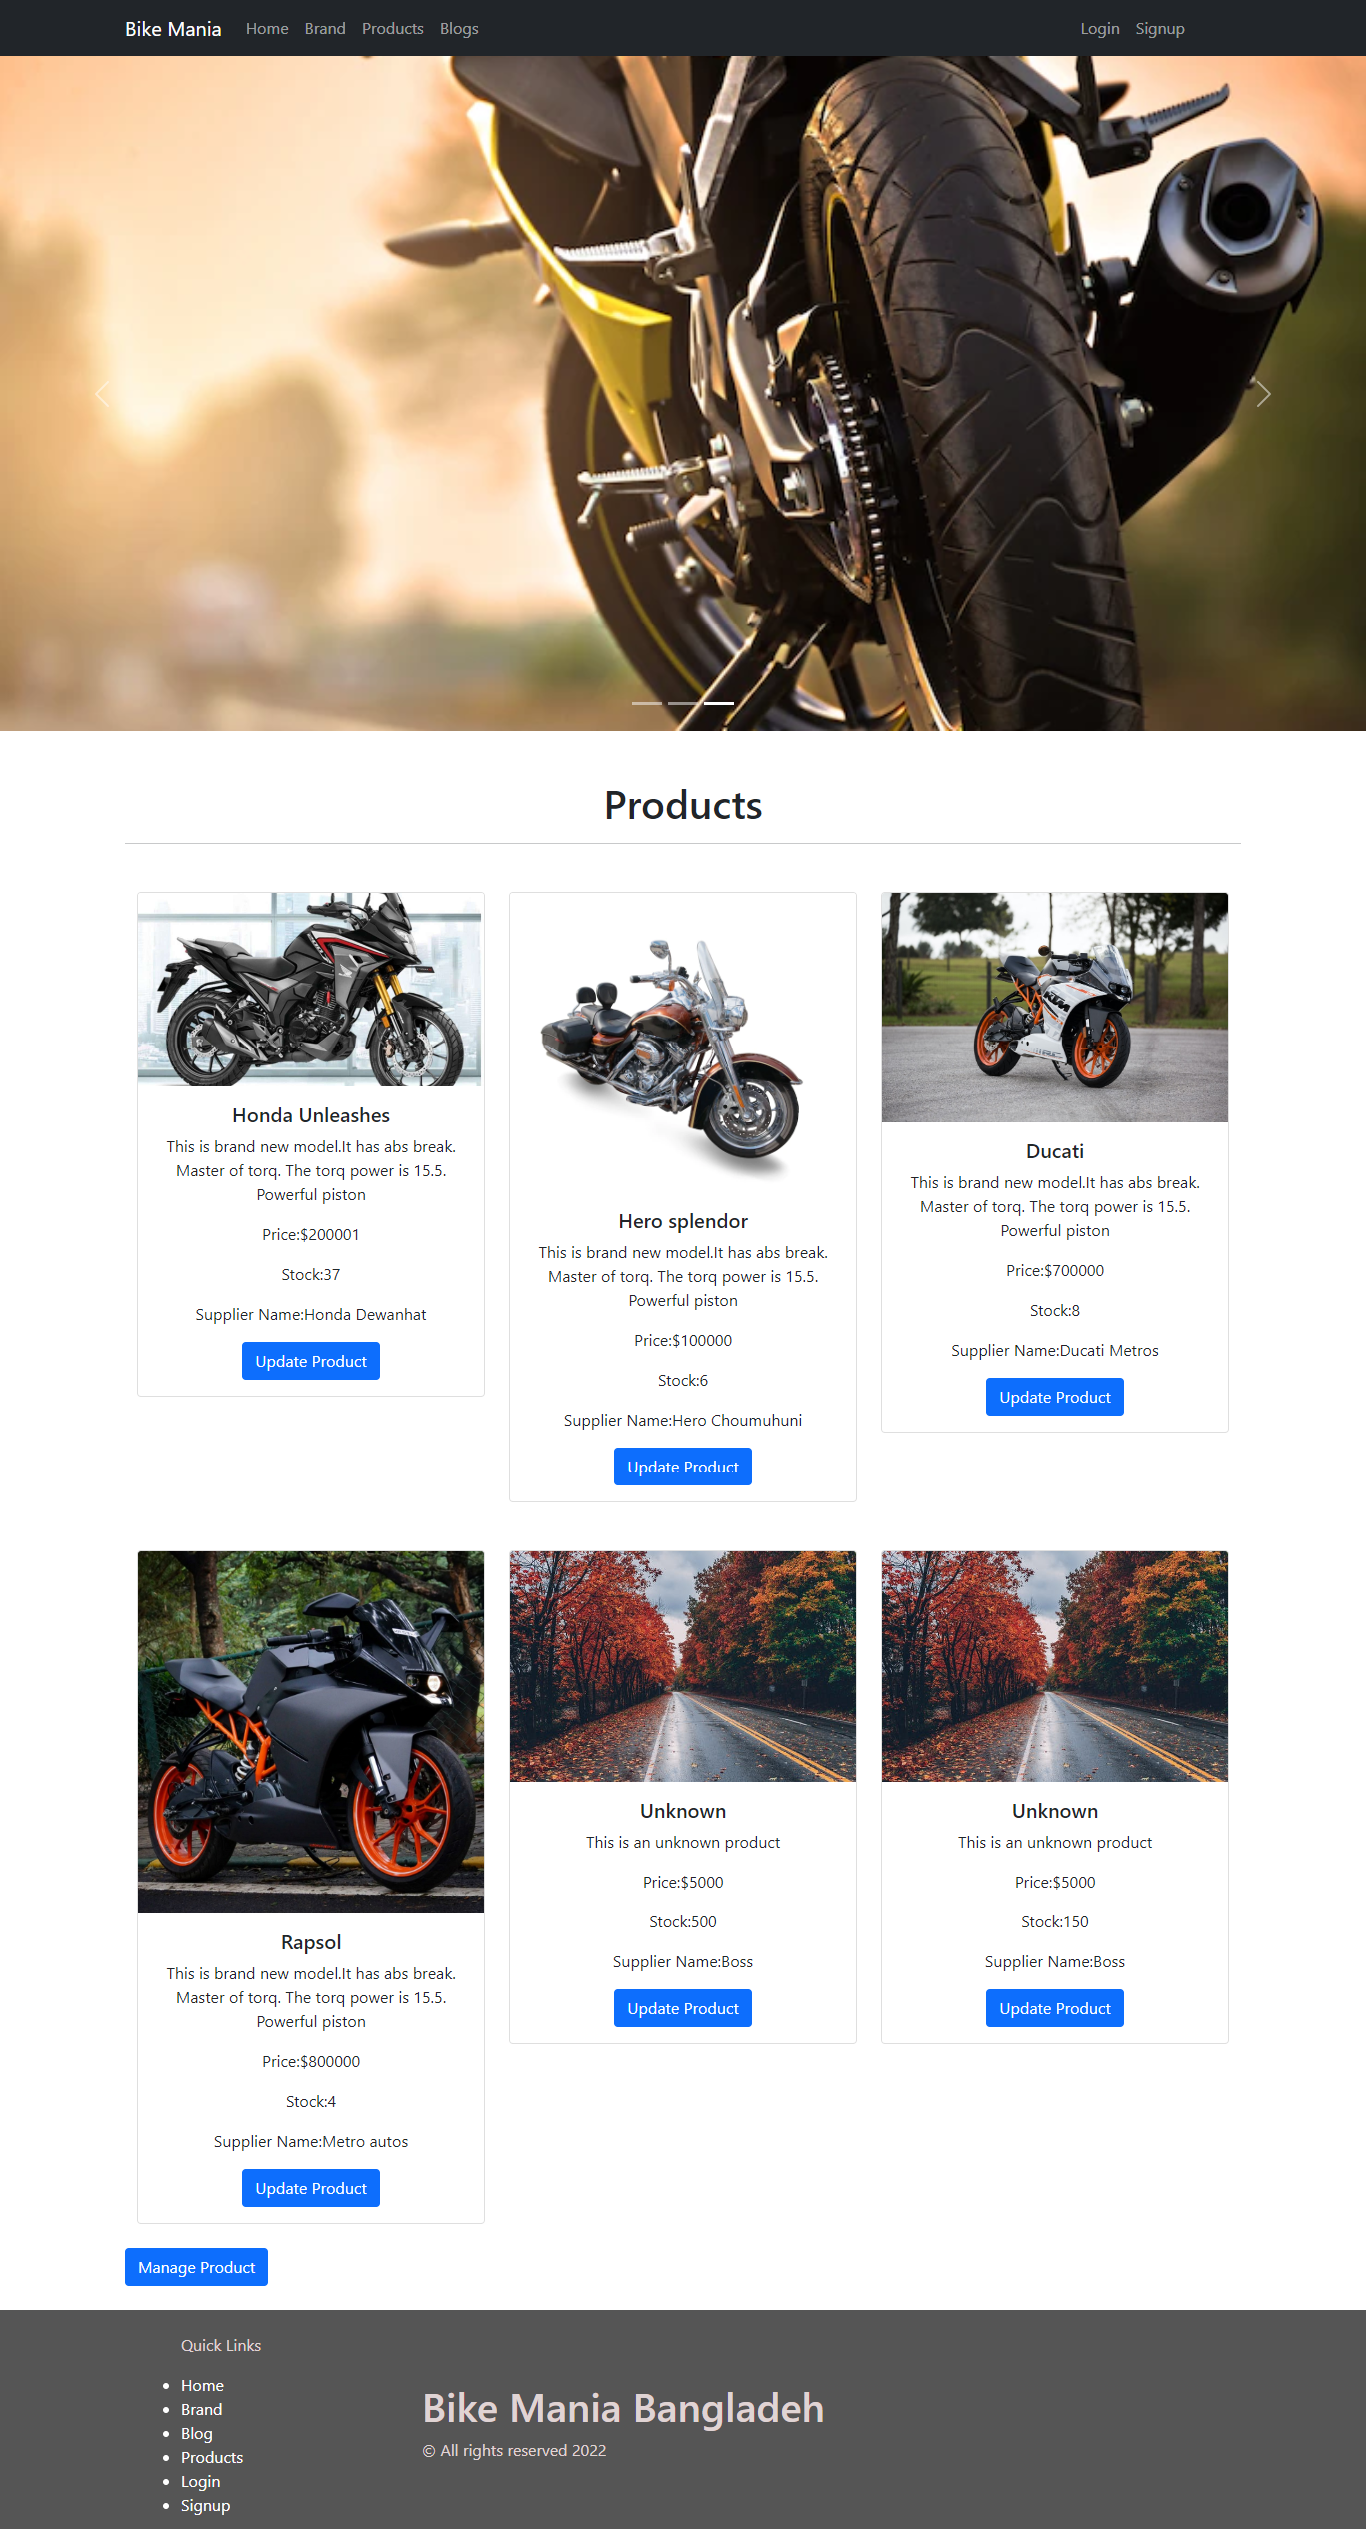 Bike Mania Home Brand Products Blogs Login Signup
Products
Honda Unleashes
This is brand new model.It has abs break.
Master of torq. The torq power is 15.5.
Powerful piston
Price:$200001
Stock:37
Supplier Name:Honda Dewanhat
Update Product
Hero splendor
This is brand new model.It has abs break.
Master of torq. The torq power is 15.5.
Powerful piston
Price:$100000
Stock:6
Supplier Name:Hero Choumuhuni
Update Product
KTM
Ducati
This is brand new model.It has abs break.
Master of torq. The torq power is 15.5.
Powerful piston
Price:$700000
Stock:8
Supplier Name:Ducati Metros
Update Product
Rapsol
This is brand new model.It has abs break.
Master of torq. The torq power is 15.5.
Powerful piston
Price:$800000
Stock:4
Supplier Name:Metro autos
Update Product
Unknown
This is an unknown product
Price:$5000
Stock:500
Supplier Name:Boss
Update Product
Unknown
This is an unknown product
Price:$5000
Stock:150
Supplier Name:Boss
Update Product
Manage Product
Quick Links
Home
Brand
Blog
Products
Login
Signup
Bike Mania Bangladeh
© All rights reserved 2022